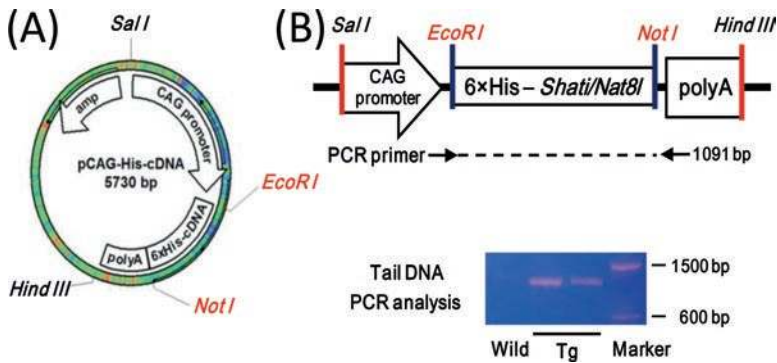 (A)
Sal I
amp
CAG promoter
pCAG-His-cDNA
5730 bp
EcoR I
6xHis-cDNA
polyA
Hind III
Not I
(B)
Sal I
EcoR I
Not I
Hind III
CAG
promoter
6×His – Shati/Nat8l
polyA
PCR primer
1091 bp
Tail DNA
PCR analysis
1500 bp
600 bp
Wild
Tg
Marker